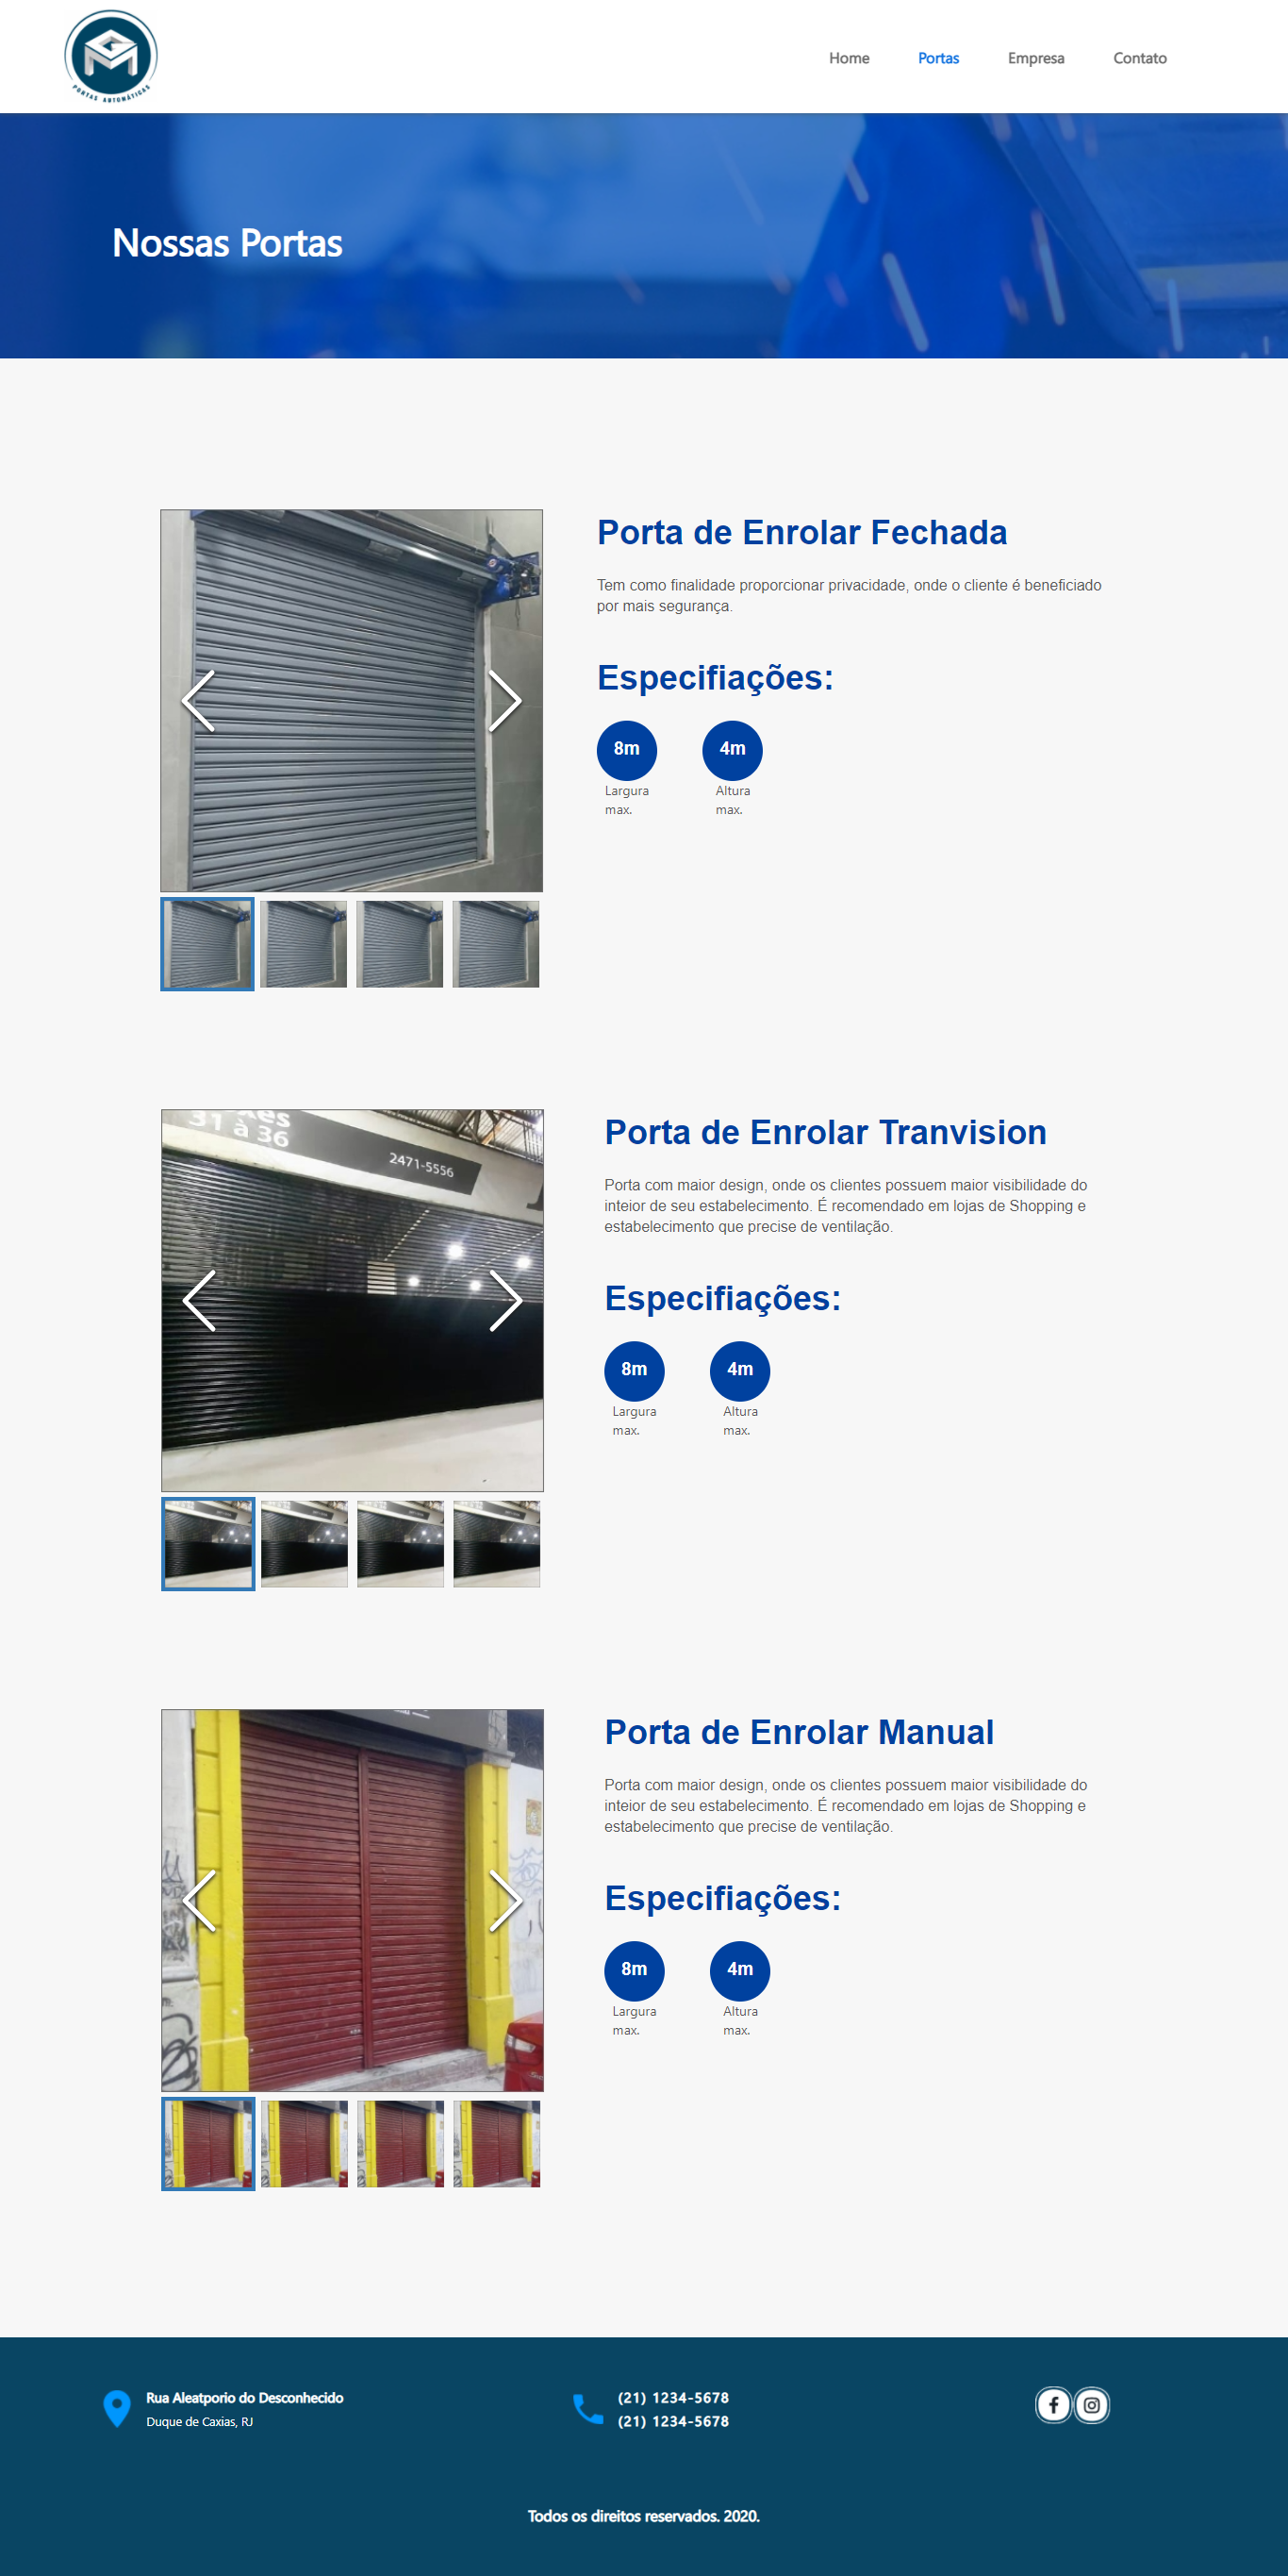 GM
PORTAS AUTOMÁTICAS
Home Portas Empresa Contato
Nossas Portas
Porta de Enrolar Fechada
Tem como finalidade proporcionar privacidade, onde o cliente é beneficiado
por mais segurança.
Especifiações:
8m 4m
Largura Altura
max. max.
31 à 36
2471-5556
Porta de Enrolar Tranvision
Porta com maior design, onde os clientes possuem maior visibilidade do
inteior de seu estabelecimento. É recomendado em lojas de Shopping e
estabelecimento que precise de ventilação.
Especifiações:
8m 4m
Largura Altura
max. max.
Porta de Enrolar Manual
Porta com maior design, onde os clientes possuem maior visibilidade do
inteior de seu estabelecimento. É recomendado em lojas de Shopping e
estabelecimento que precise de ventilação.
Especifiações:
8m 4m
Largura Altura
max. max.
Rua Aleatporio do Desconhecido
Duque de Caxias, RJ
(21) 1234-5678
(21) 1234-5678
Todos os direitos reservados. 2020.